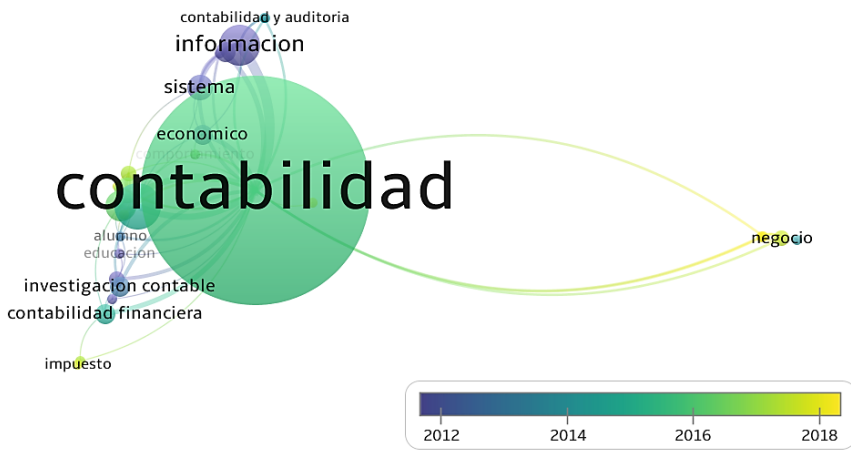 contabilidad y auditoria
informacion
sistema
economico
comportamiento
contabilidad
alumno
negocio
educacion
investigacion contable
contabilidad financiera
impuesto
2012 2014 2016 2018